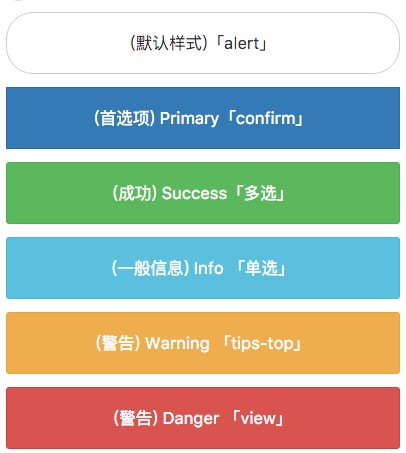 (默认样式)「alert」
(首选项) Primary「confirm」
(成功) Success「多选」
(一般信息) Info 「单选」
(警告) Warning 「tips-top」
(警告) Danger 「view」